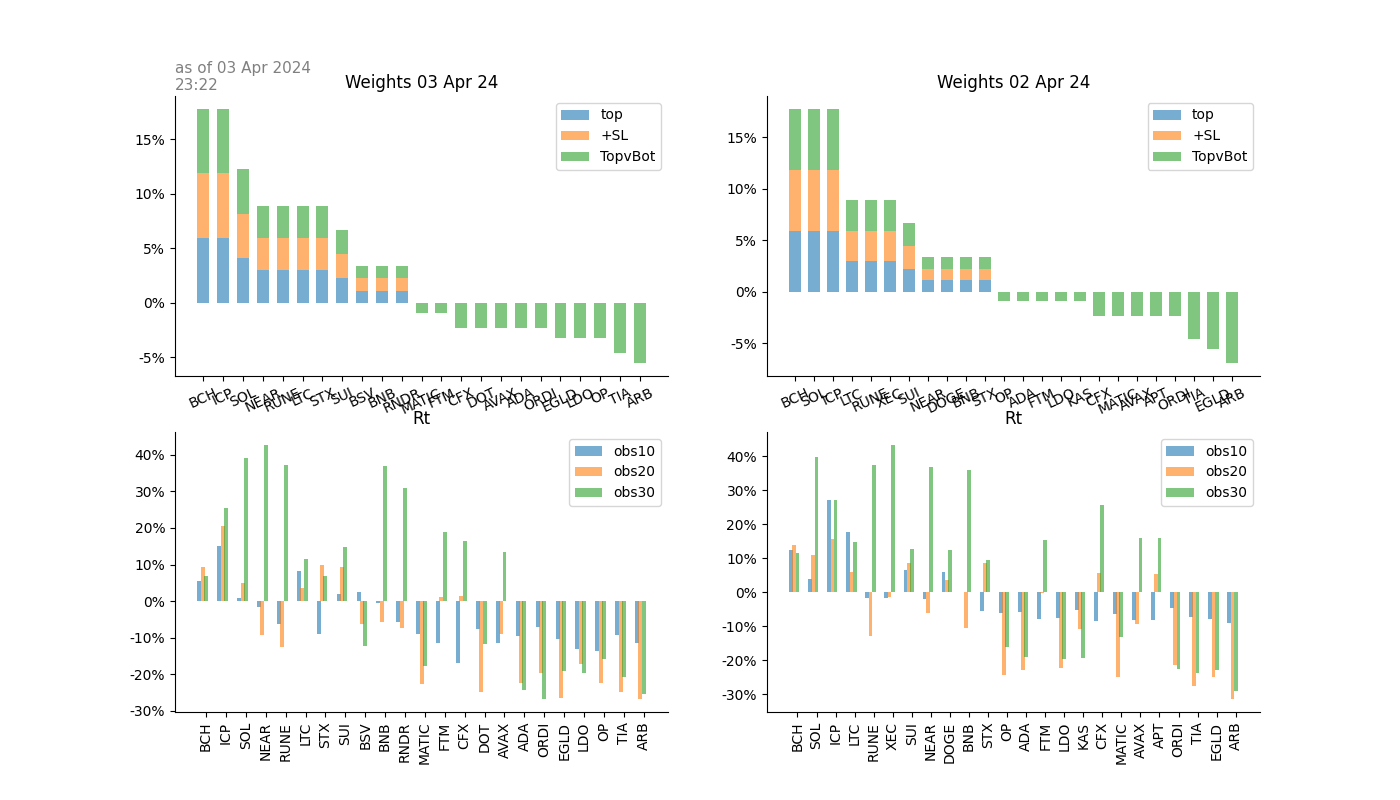 as of 03 Apr 2024
23:22
Weights 03 Apr 24
top
+SL
TopvBot
15%
10%
5%
0%
-5%
BCH ICP SOL NEAR RUNE LTC STX SUI BSV BNB RNDR MATIC FTM CFX DOT AVAX ADA ORDI EGLD LDO OP TIA ARB
Weights 02 Apr 24
top
+SL
TopvBot
15%
10%
5%
0%
-5%
BCH SOL ICP LTC RUNE XEC SUI NEAR DOGE BNB STX OP ADA FTM LDO KAS CFX MATIC AVAX APT ORDI TIA EGLD ARB
Rt
obs10
obs20
obs30
40%
30%
20%
10%
0%
-10%
-20%
-30%
BCH ICP SOL NEAR RUNE LTC STX SUI BSV BNB RNDR MATIC FTM CFX DOT AVAX ADA ORDI EGLD LDO OP TIA ARB
Rt
obs10
obs20
obs30
40%
30%
20%
10%
0%
-10%
-20%
-30%
BCH SOL ICP LTC RUNE XEC SUI NEAR DOGE BNB STX OP ADA FTM LDO KAS CFX MATIC AVAX APT ORDI TIA EGLD ARB